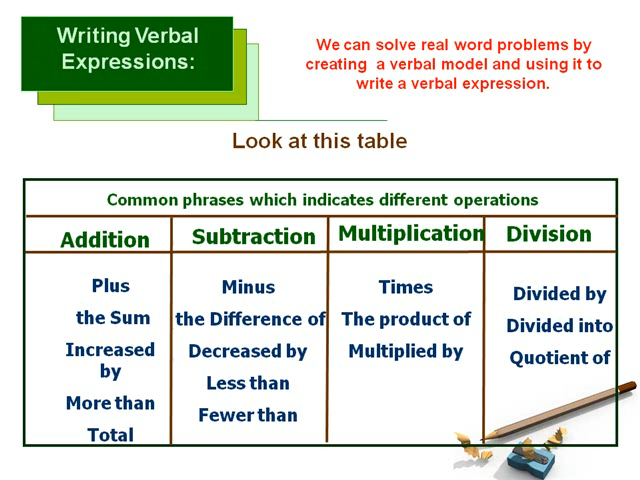 Writing Verbal
Expressions:
We can solve real word problems by
creating a verbal model and using it to
write a verbal expression.
Look at this table
Common phrases which indicates different operations
Addition
Subtraction
Multiplication
Division
Plus
the Sum
Increased
by
More than
Total
Minus
the Difference of
Decreased by
Less than
Fewer than
Times
The product of
Multiplied by
Divided by
Divided into
Quotient of